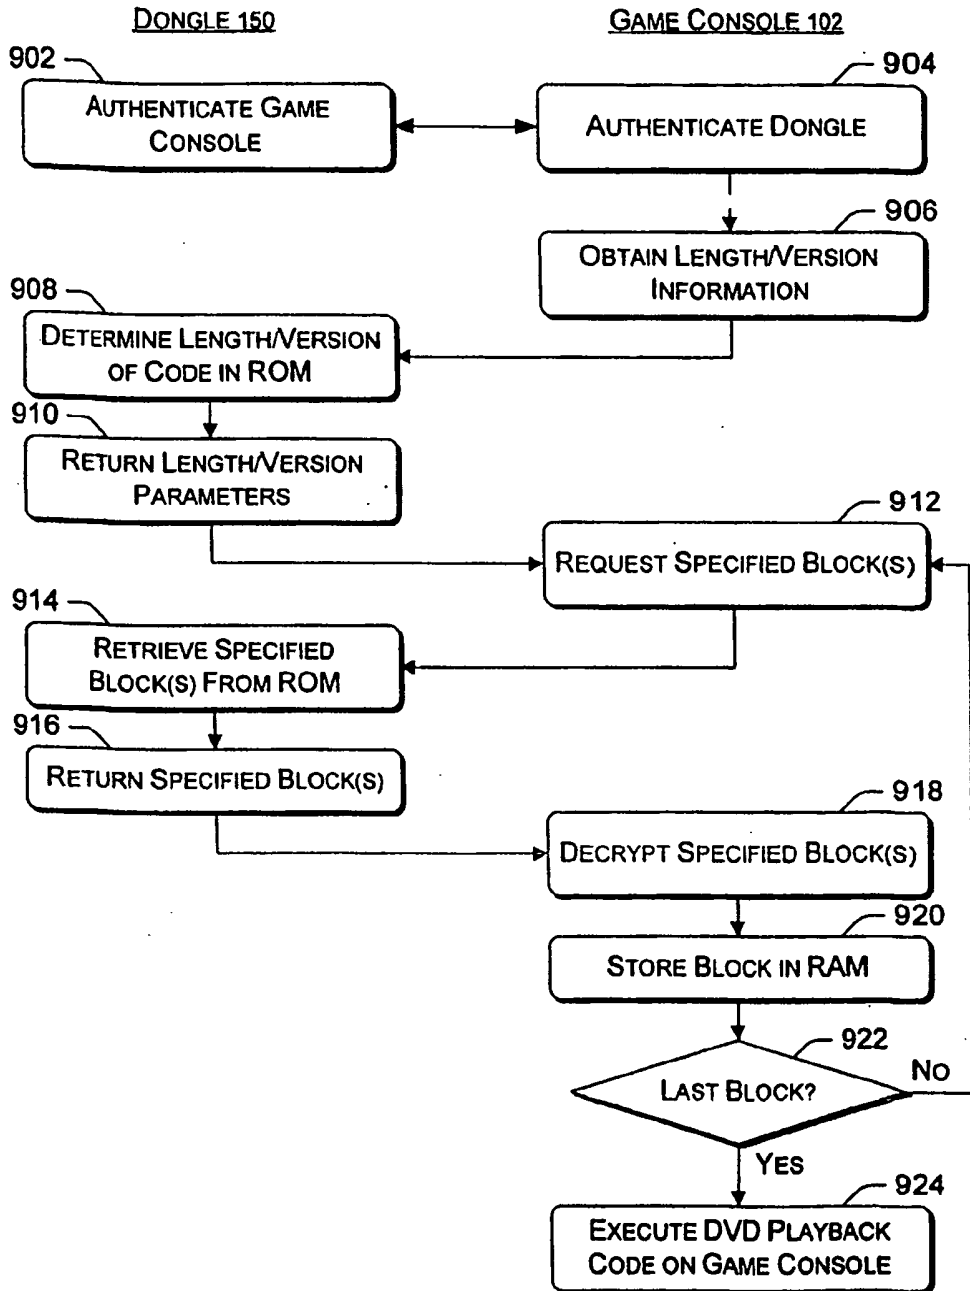 DONGLE 150
GAME CONSOLE 102
902
904
AUTHENTICATE GAME
CONSOLE
AUTHENTICATE DONGLE
906
OBTAIN LENGTH/VERSION
INFORMATION
908
DETERMINE LENGTH/VERSION
OF CODE IN ROM
910
RETURN LENGTH/VERSION
PARAMETERS
912
REQUEST SPECIFIED BLOCK(S)
914
RETRIEVE SPECIFIED
BLOCK(S) FROM ROM
916
RETURN SPECIFIED BLOCK(S)
918
DECRYPT SPECIFIED BLOCK(S)
920
STORE BLOCK IN RAM
922
LAST BLOCK?
NO
YES
924
EXECUTE DVD PLAYBACK
CODE ON GAME CONSOLE